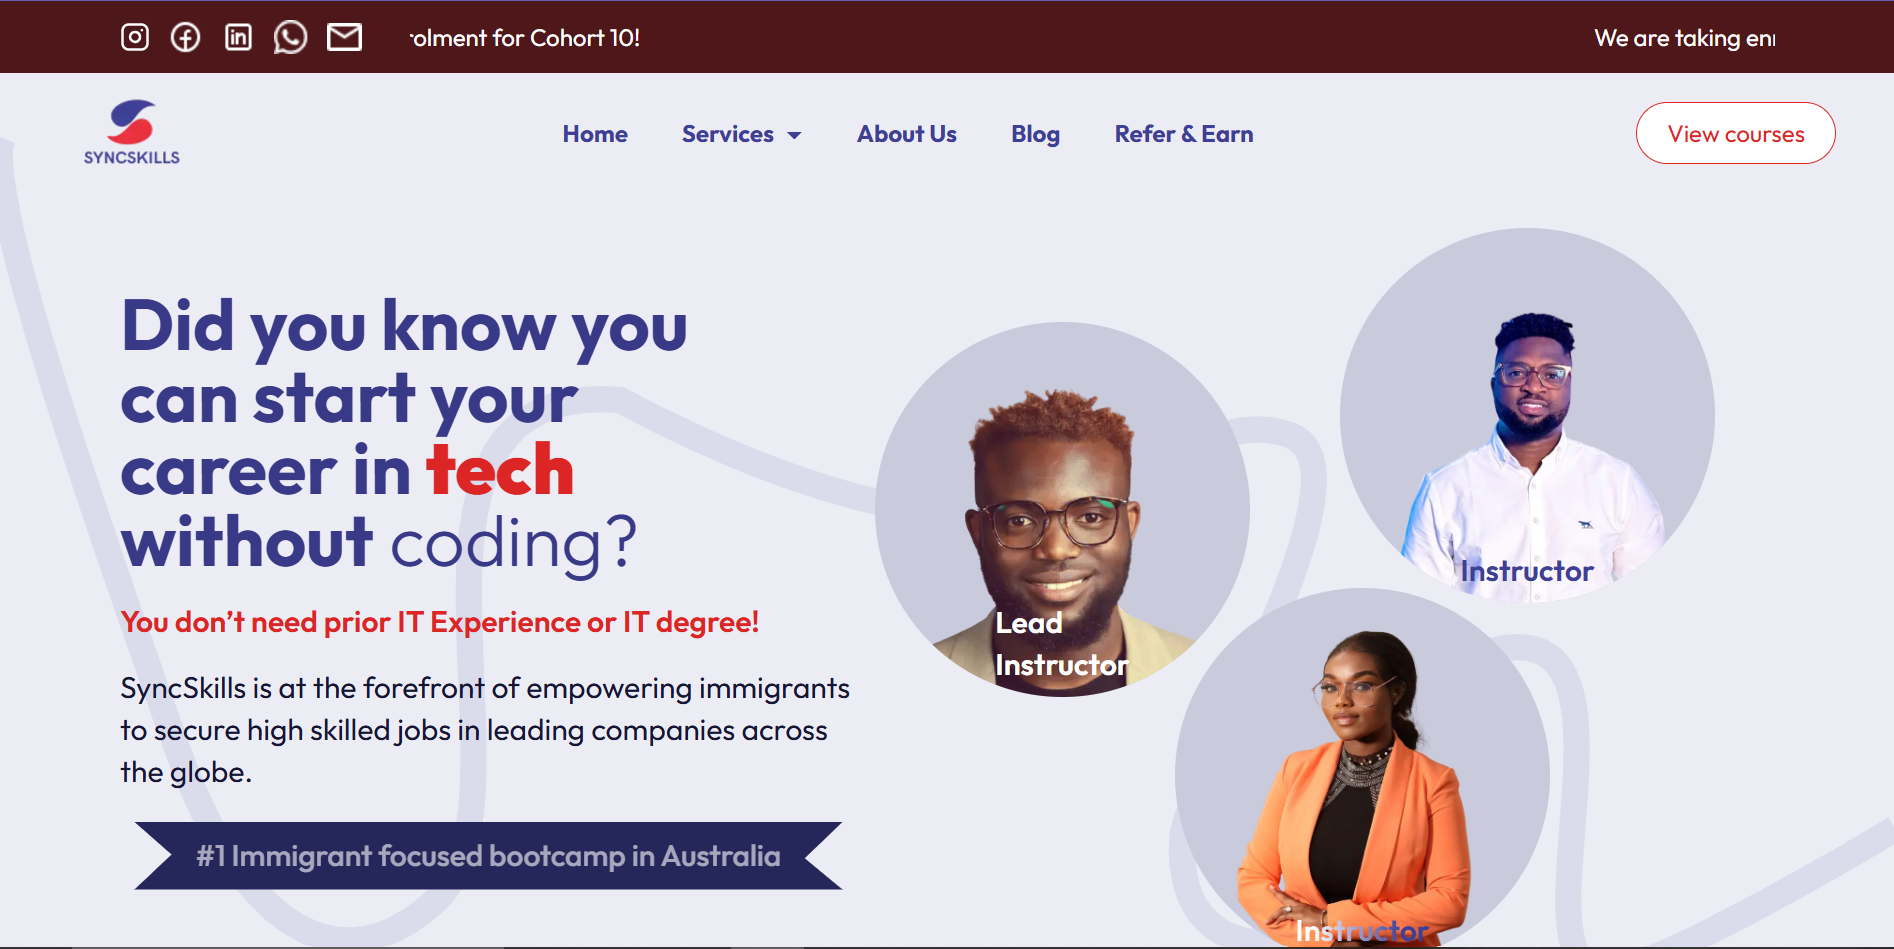 olment for Cohort 10!
We are taking en
SYNCSKILLS
Home
Services
About Us
Blog
Refer & Earn
View courses
Did you know you
can start your
career in tech
without coding?
You don’t need prior IT Experience or IT degree!
SyncSkills is at the forefront of empowering immigrants
to secure high skilled jobs in leading companies across
the globe.
#1 Immigrant focused bootcamp in Australia
Lead
Instructor
Instructor
Instructor